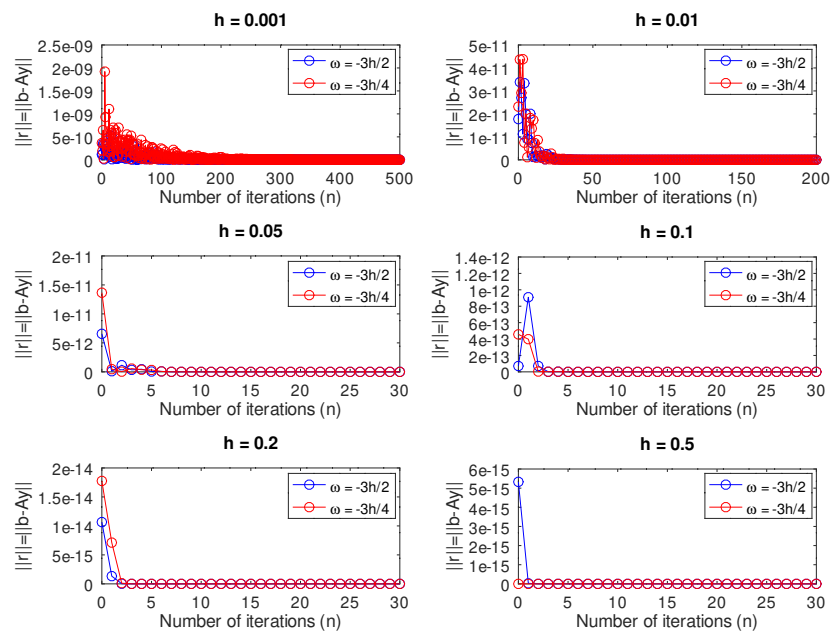 h = 0.001
2.5e-09
2e-09
1.5e-09
1e-09
5e-10
0
||r||=||b-Ay||
ω = -3h/2
ω = -3h/4
0 100 200 300 400 500
Number of iterations (n)
h = 0.01
5e-11
4e-11
3e-11
2e-11
1e-11
0
||r||=||b-Ay||
ω = -3h/2
ω = -3h/4
0 50 100 150 200
Number of iterations (n)
h = 0.05
2e-11
1.5e-11
1e-11
5e-12
0
||r||=||b-Ay||
ω = -3h/2
ω = -3h/4
0 5 10 15 20 25 30
Number of iterations (n)
h = 0.1
1.4e-12
1.2e-12
1e-12
8e-13
6e-13
4e-13
2e-13
0
||r||=||b-Ay||
ω = -3h/2
ω = -3h/4
0 5 10 15 20 25 30
Number of iterations (n)
h = 0.2
2e-14
1.5e-14
1e-14
5e-15
0
||r||=||b-Ay||
ω = -3h/2
ω = -3h/4
0 5 10 15 20 25 30
Number of iterations (n)
h = 0.5
6e-15
5e-15
4e-15
3e-15
2e-15
1e-15
0
||r||=||b-Ay||
ω = -3h/2
ω = -3h/4
0 5 10 15 20 25 30
Number of iterations (n)